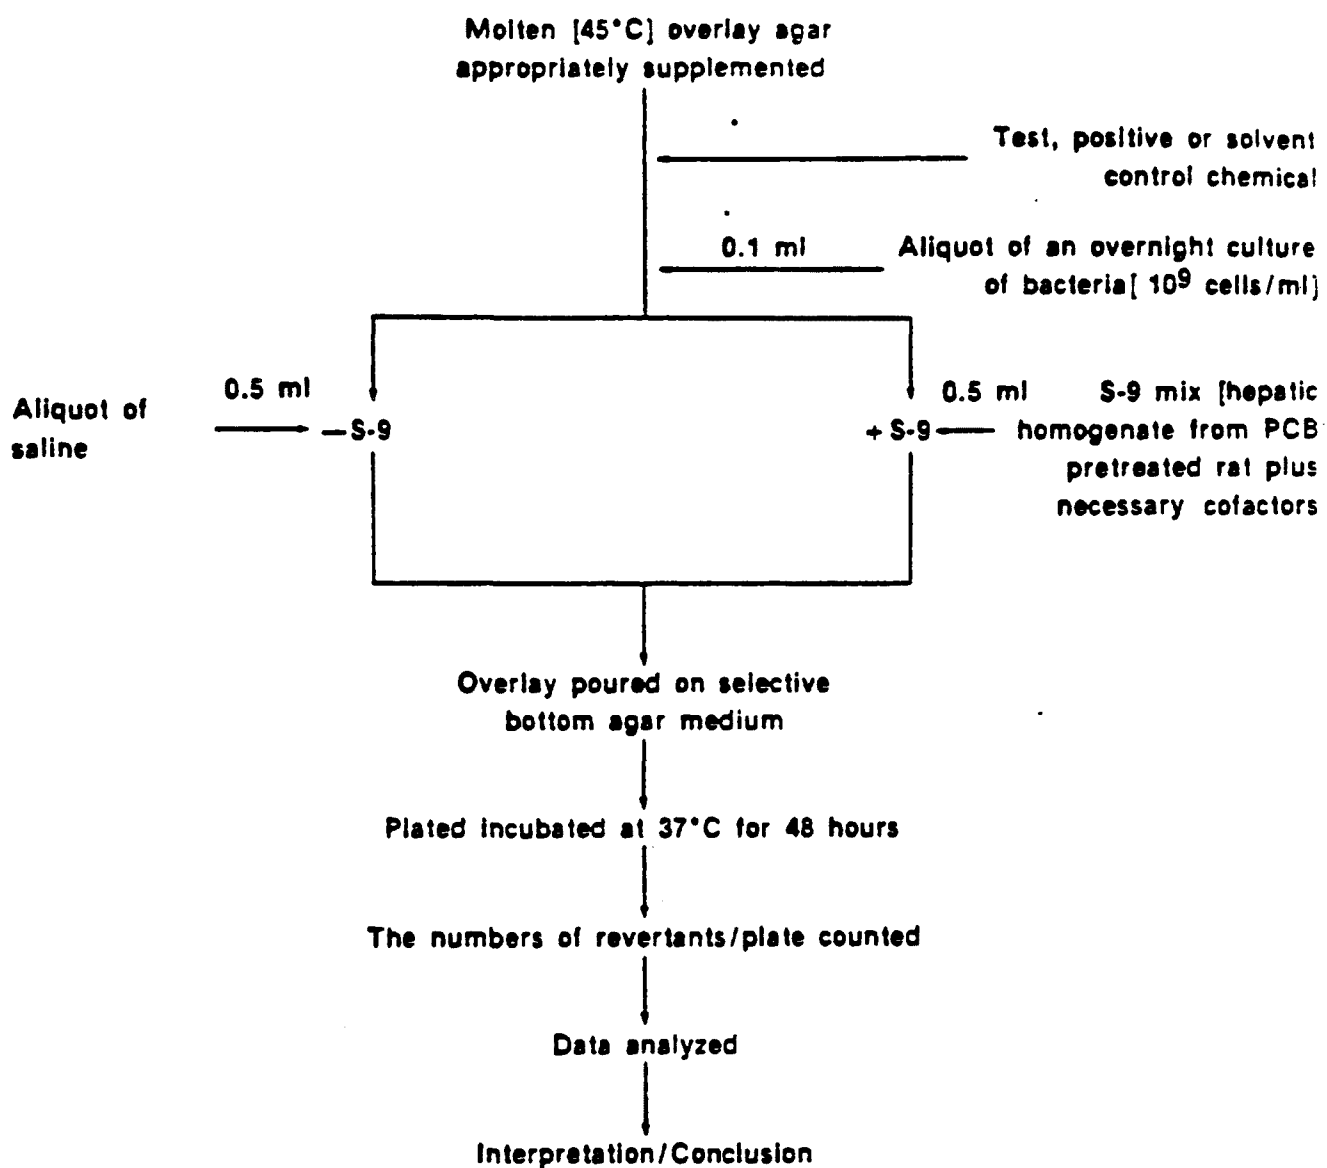 Molten [45°C] overlay agar
appropriately supplemented
Test, positive or solvent
control chemical
0.1 ml
Aliquot of an overnight culture
of bacteria[ 10⁹ cells/ml]
Aliquot of
saline
0.5 ml
—S-9
+ S-9
0.5 ml
S-9 mix [hepatic
homogenate from PCB
pretreated rat plus
necessary cofactors
Overlay poured on selective
bottom agar medium
Plated incubated at 37°C for 48 hours
The numbers of revertants/plate counted
Data analyzed
Interpretation/Conclusion